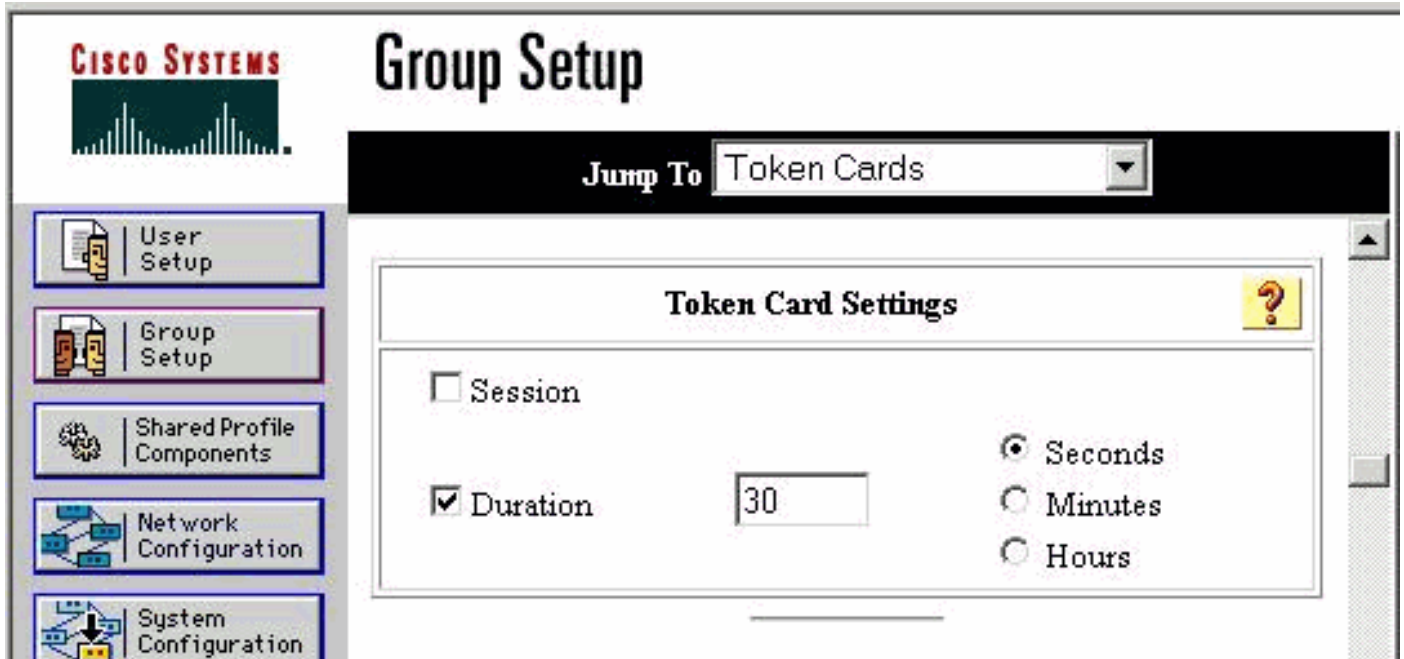 CISCO SYSTEMS
Group Setup
Jump To Token Cards
User
Setup
Group
Setup
Shared Profile
Components
Network
Configuration
System
Configuration
Token Card Settings
?
Session
Duration 30
Seconds
Minutes
Hours